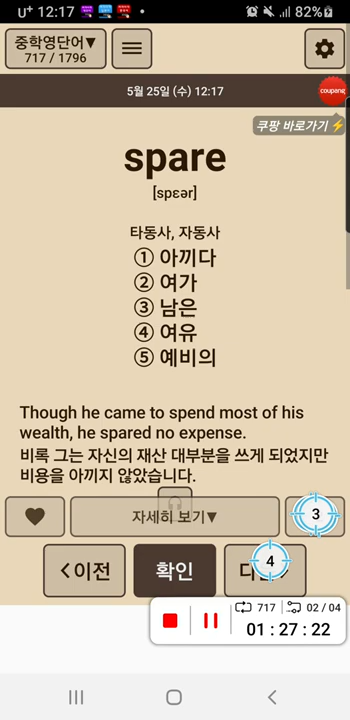 U+ 12:17 82%
중학영단어▼
717 / 1796
5월 25일 (수) 12:17
coupang
쿠팡 바로가기⚡
spare
[spɛər]
타동사, 자동사
① 아끼다
② 여가
③ 남은
④ 여유
⑤ 예비의
Though he came to spend most of his
wealth, he spared no expense.
비록 그는 자신의 재산 대부분을 쓰게 되었지만
비용을 아끼지 않았습니다.
자세히 보기▼
3
<이전
확인
4
717 02 / 04
01 : 27 : 22